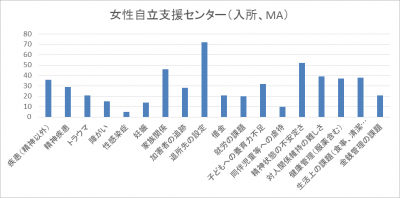 女性自立支援センター(入所、MA)
80
70
60
50
40
30
20
10
0
疾患(精神以外)
精神疾患
トラウマ
障がい
性感染症
妊娠
家族関係
加害者の追跡
退所先の設定
借金
就労の課題
子どもへの養育力不足
同伴児童等への虐待
精神状態の不安定さ
対人関係維持の難しさ
健康管理(服薬含む)
生活上の課題(食事、清潔…
金銭管理の課題